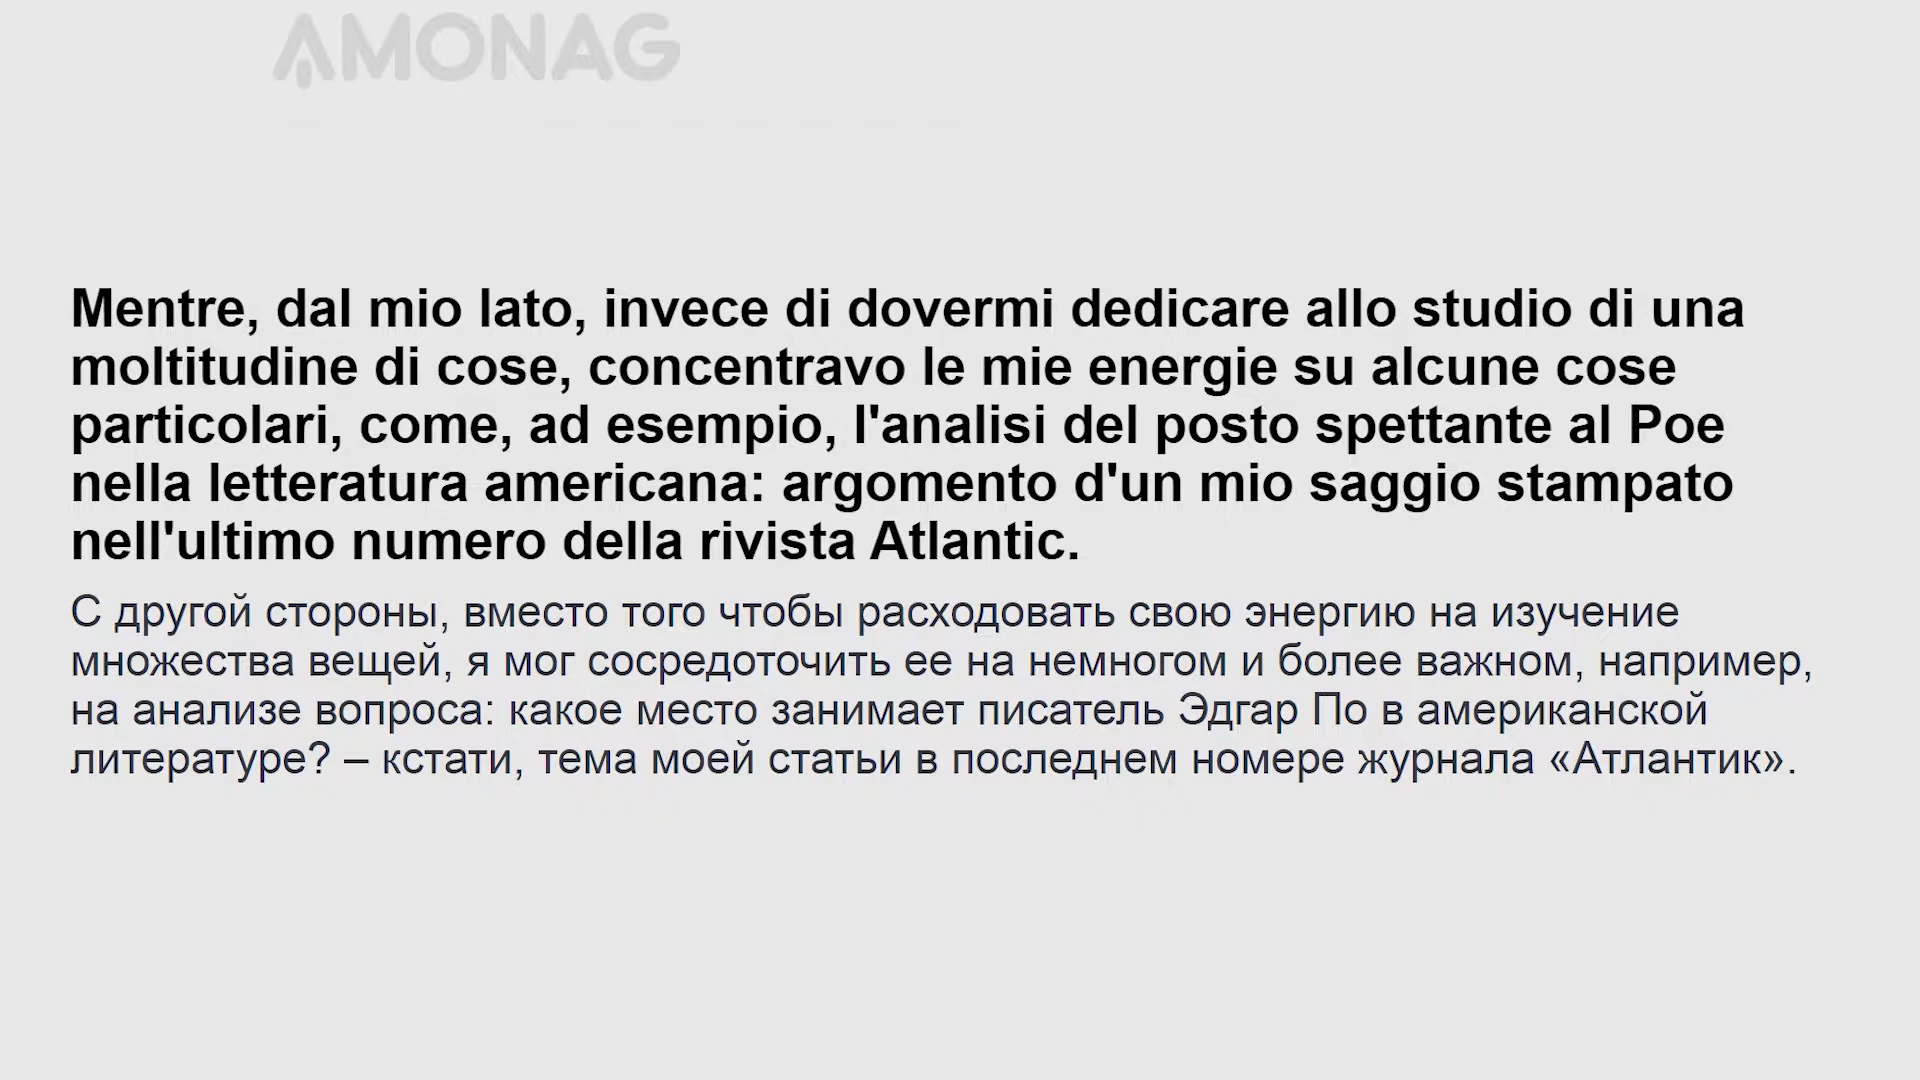 AMONAG
Mentre, dal mio lato, invece di dovermi dedicare allo studio di una
moltitudine di cose, concentravo le mie energie su alcune cose
particolari, come, ad esempio, l'analisi del posto spettante al Poe
nella letteratura americana: argomento d'un mio saggio stampato
nell'ultimo numero della rivista Atlantic.
С другой стороны, вместо того чтобы расходовать свою энергию на изучение
множества вещей, я мог сосредоточить ее на немногом и более важном, например,
на анализе вопроса: какое место занимает писатель Эдгар По в американской
литературе? – кстати, тема моей статьи в последнем номере журнала «Атлантик».